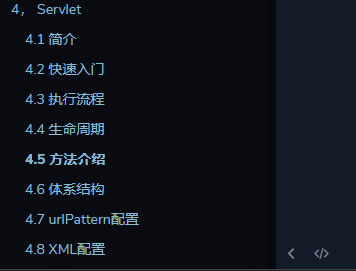 4， Servlet
4.1 简介
4.2 快速入门
4.3 执行流程
4.4 生命周期
4.5 方法介绍
4.6 体系结构
4.7 urlPattern配置
4.8 XML配置